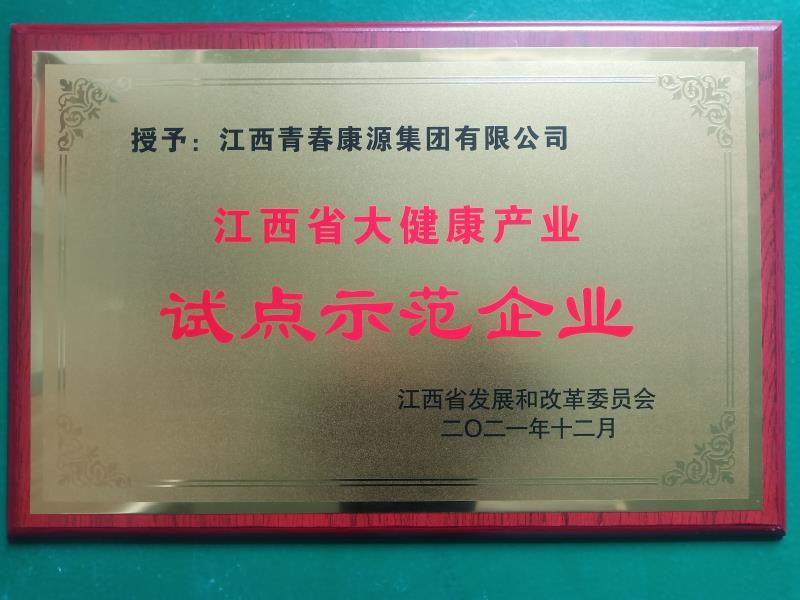 授予：江西青春康源集团有限公司
江西省大健康产业
试点示范企业
江西省发展和改革委员会
二〇二一年十二月